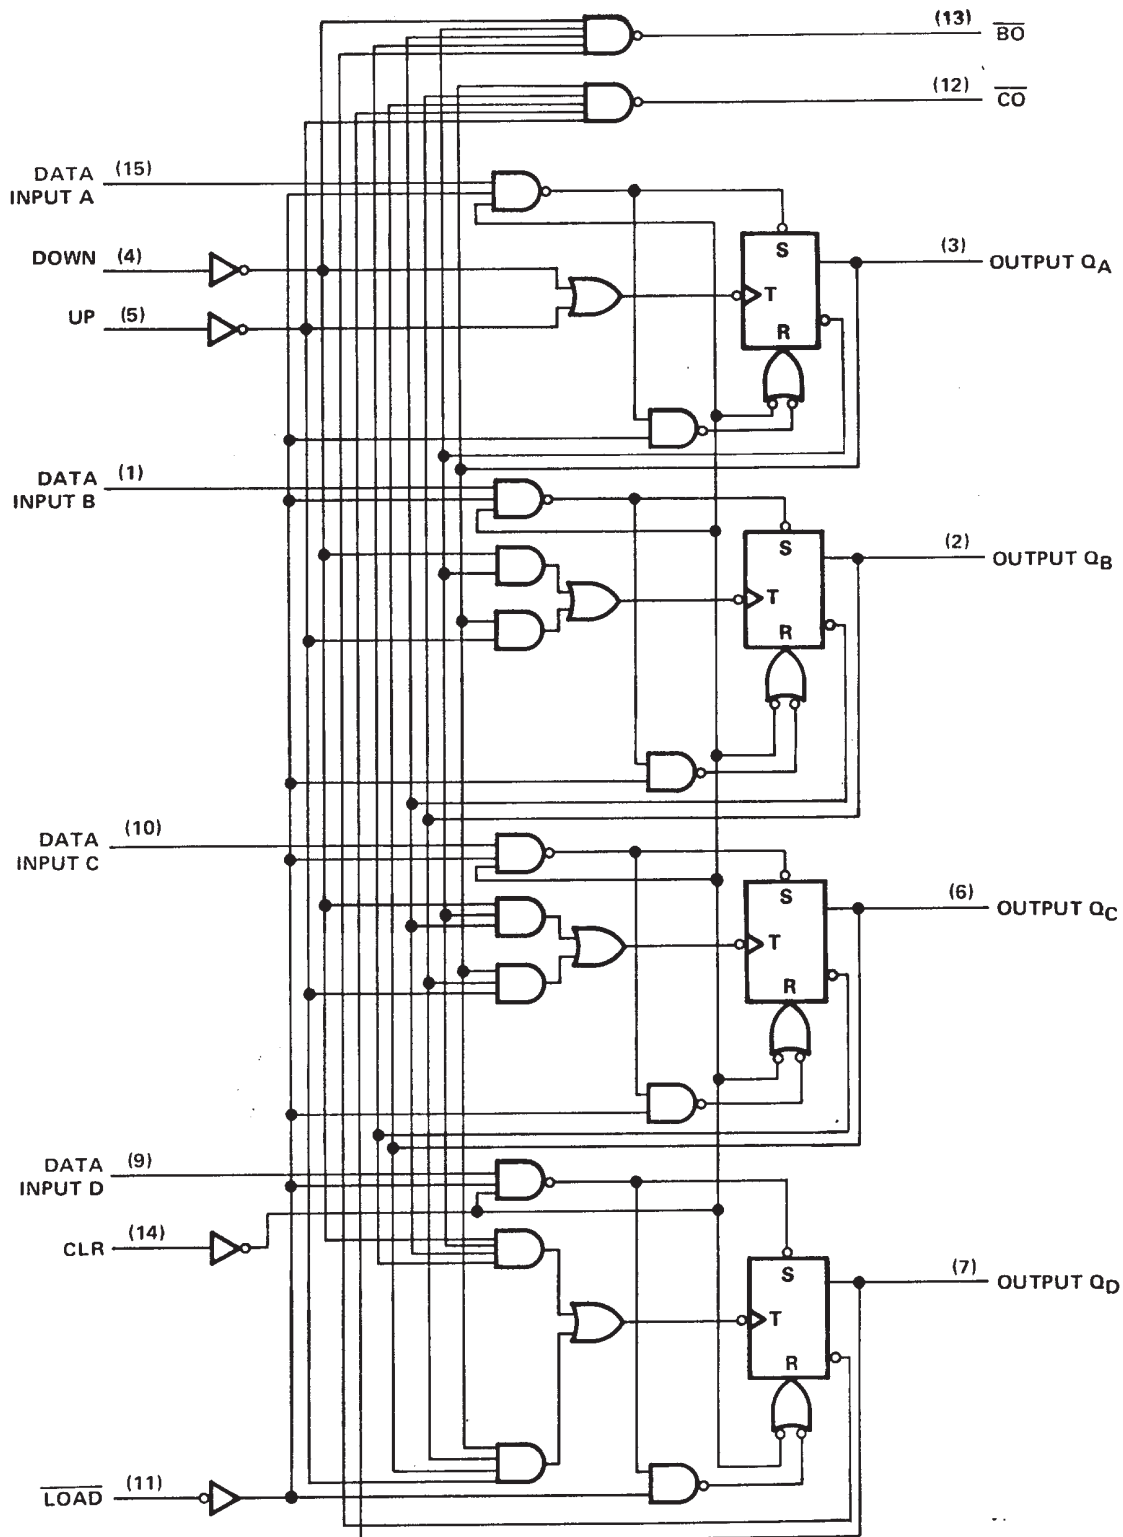 (13) BO
(12) CO
DATA (15)
INPUT A
S
DOWN (4)
(3) OUTPUT QA
T
UP (5)
R
DATA (1)
INPUT B
S
(2) OUTPUT QB
T
R
DATA (10)
INPUT C
S
(6) OUTPUT QC
T
R
DATA (9)
INPUT D
CLR (14)
S
(7) OUTPUT QD
T
R
LOAD (11)